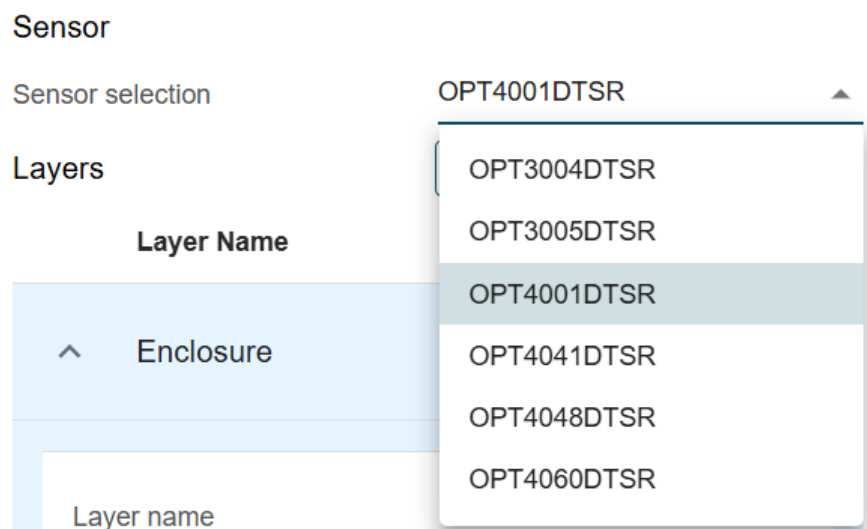 Sensor
Sensor selection
OPT4001DTSR
Layers
Layer Name
Enclosure
Layer name
OPT3004DTSR
OPT3005DTSR
OPT4001DTSR
OPT4041DTSR
OPT4048DTSR
OPT4060DTSR